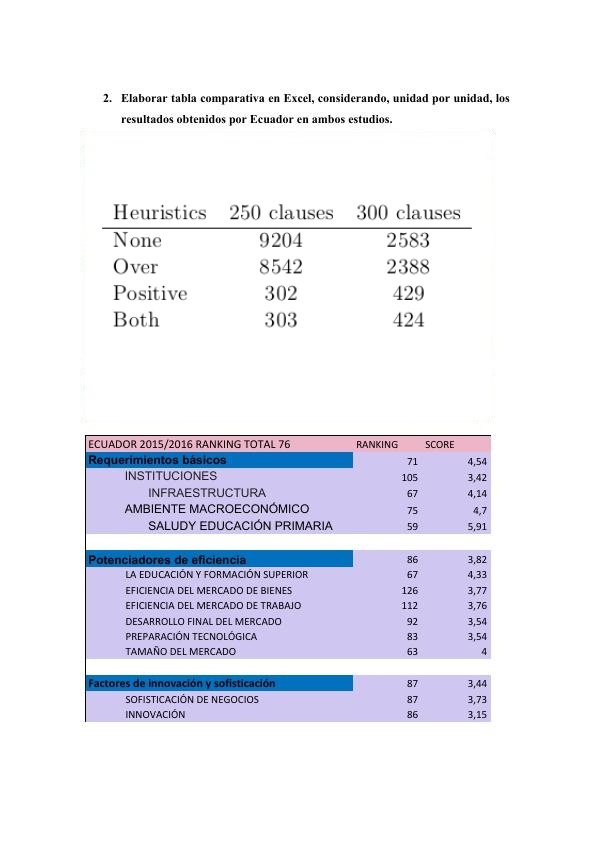 2. Elaborar tabla comparativa en Excel, considerando, unidad por unidad, los
resultados obtenidos por Ecuador en ambos estudios.
Heuristics 250 clauses 300 clauses
None 9204 2583
Over 8542 2388
Positive 302 429
Both 303 424
ECUADOR 2015/2016 RANKING TOTAL 76 RANKING SCORE
Requerimientos básicos 71 4,54
INSTITUCIONES 105 3,42
INFRAESTRUCTURA 67 4,14
AMBIENTE MACROECONÓMICO 75 4,7
SALUDY EDUCACIÓN PRIMARIA 59 5,91
Potenciadores de eficiencia 86 3,82
LA EDUCACIÓN Y FORMACIÓN SUPERIOR 67 4,33
EFICIENCIA DEL MERCADO DE BIENES 126 3,77
EFICIENCIA DEL MERCADO DE TRABAJO 112 3,76
DESARROLLO FINAL DEL MERCADO 92 3,54
PREPARACIÓN TECNOLÓGICA 83 3,54
TAMAÑO DEL MERCADO 63 4
Factores de innovación y sofisticación 87 3,44
SOFISTICACIÓN DE NEGOCIOS 87 3,73
INNOVACIÓN 86 3,15